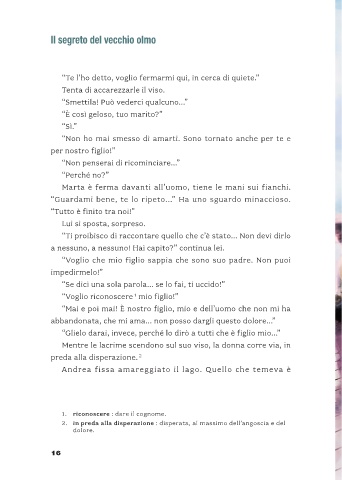 Il segreto del vecchio olmo
“Te l’ho detto, voglio fermarmi qui, in cerca di quiete.”
Tenta di accarezzarle il viso.
“Smettila! Può vederci qualcuno...”
“È così geloso, tuo marito?”
“Sì.”
“Non ho mai smesso di amarti. Sono tornato anche per te e
per nostro figlio!”
“Non penserai di ricominciare...”
“Perché no?”
Marta è ferma davanti all’uomo, tiene le mani sui fianchi.
“Guardami bene, te lo ripeto...” Ha uno sguardo minaccioso.
“Tutto è finito tra noi!”
Lui si sposta, sorpreso.
“Ti proibisco di raccontare quello che c’è stato... Non devi dirlo
a nessuno, a nessuno! Hai capito?” continua lei.
“Voglio che mio figlio sappia che sono suo padre. Non puoi
impedirmelo!”
“Se dici una sola parola... se lo fai, ti uccido!”
“Voglio riconoscere¹ mio figlio!”
“Mai e poi mai! È nostro figlio, mio e dell’uomo che non mi ha
abbandonata, che mi ama... non posso dargli questo dolore...”
“Glielo darai, invece, perché lo dirò a tutti che è figlio mio...”
Mentre le lacrime scendono sul suo viso, la donna corre via, in
preda alla disperazione.²
Andrea fissa amareggiato il lago. Quello che temeva è
1. riconoscere : dare il cognome.
2. in preda alla disperazione : disperata, al massimo dell’angoscia e del
dolore.
16